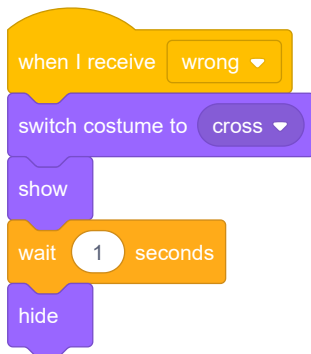 when I receive wrong
switch costume to cross
show
wait 1 seconds
hide